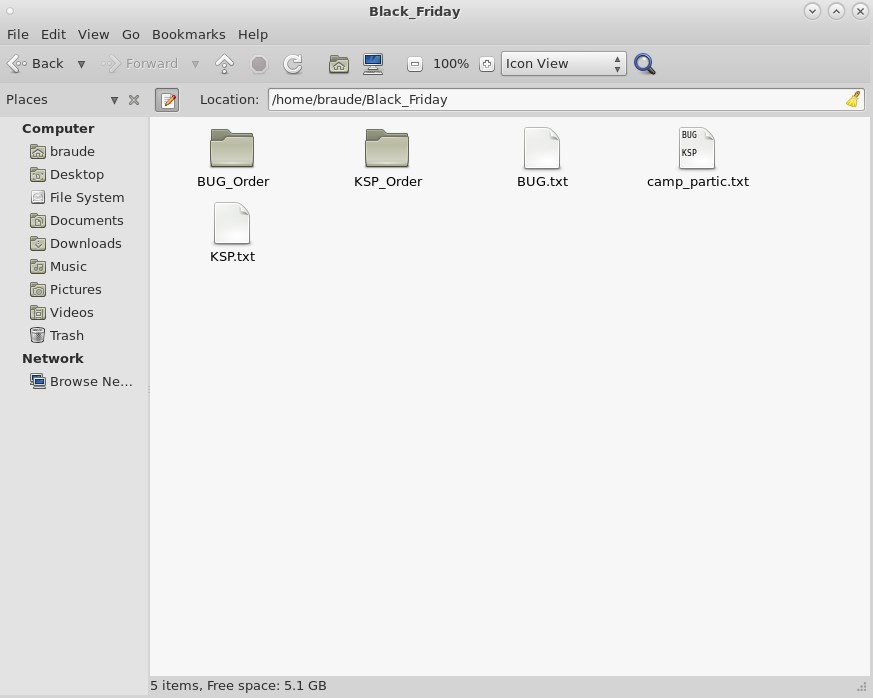 Black_Friday
File Edit View Go Bookmarks Help
Back Forward 100% Icon View
Places Location: /home/braude/Black_Friday
Computer
braude
Desktop
File System
Documents
Downloads
Music
Pictures
Videos
Trash
Network
Browse Ne...
BUG
KSP
BUG_Order KSP_Order BUG.txt camp_partic.txt
KSP.txt
5 items, Free space: 5.1 GB